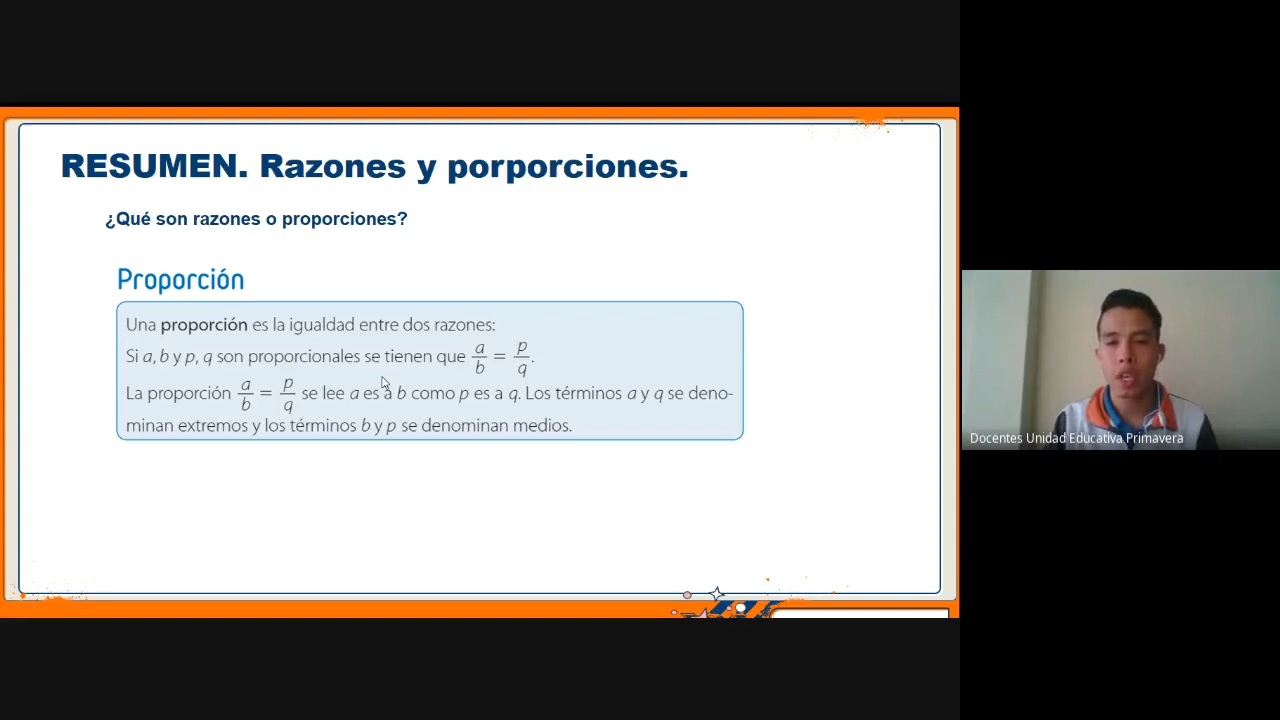 RESUMEN. Razones y porporciones.
¿Qué son razones o proporciones?
Proporción
Una proporción es la igualdad entre dos razones:
Si a, b y p, q son proporcionales se tienen que a/b = p/q.
La proporción a/b = p/q se lee a es a b como p es a q. Los términos a y q se deno-
minan extremos y los términos b y p se denominan medios.
Docentes Unidad Educativa Primavera